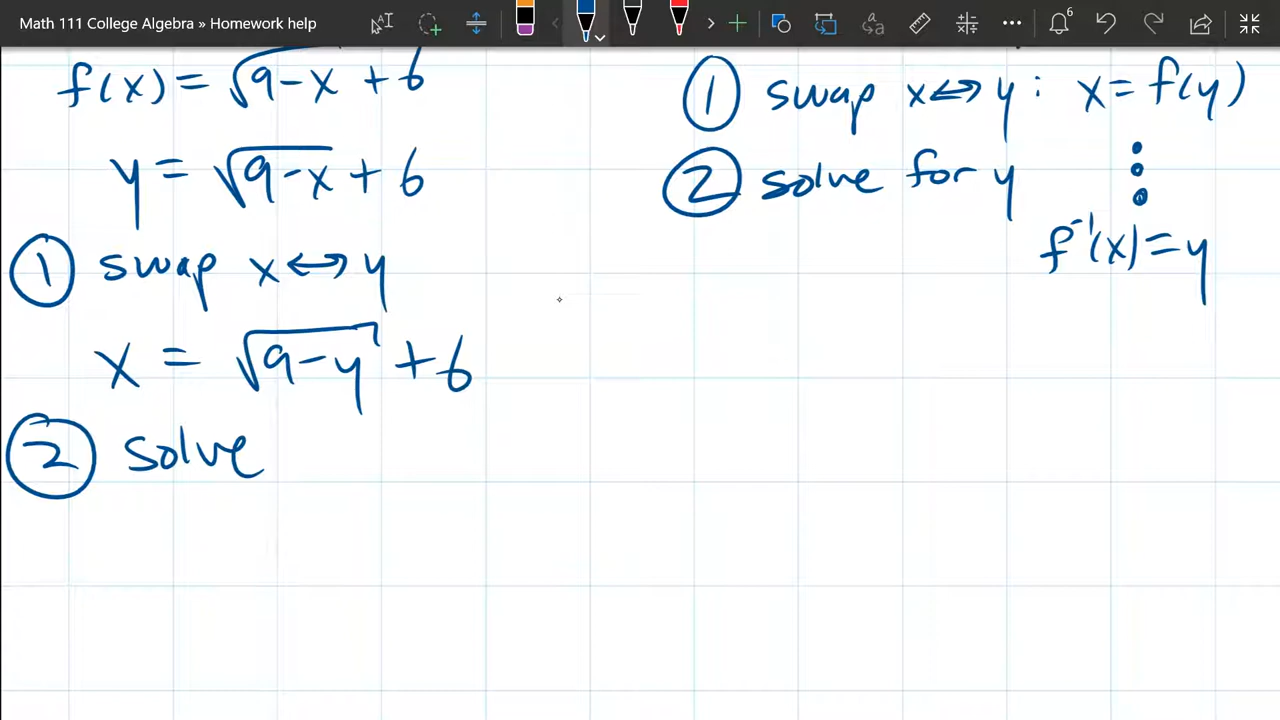 Math 111 College Algebra » Homework help
6
f(x) = √9-x + 6
y = √9-x + 6
① swap x↔y
x = √9-y + 6
② solve
① swap x↔y : x = f(y)
② solve for y
⋮
f⁻¹(x) = y